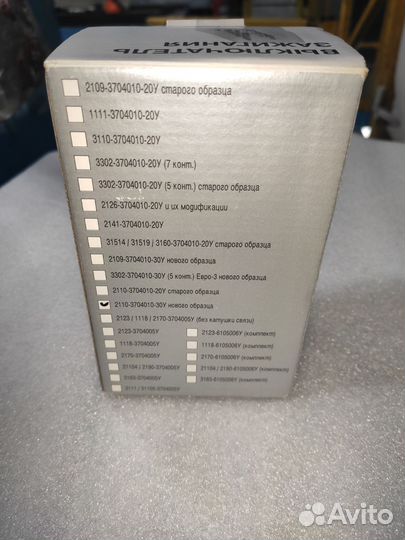 ВЫКЛЮЧАТЕЛЬ
ЗАЖИГАНИЯ
2109-3704010-20У старого образца
1111-3704010-20У
3110-3704010-20У
3302-3704010-20У (7 конт.)
3302-3704010-20У (5 конт.) старого образца
2126-3704010-20У и их модификации
2141-3704010-20У
31514 / 31519 / 3160-3704010-20У старого образца
2109-3704010-30У нового образца
3302-3704010-30У (5 конт.) Евро-3 нового образца
2110-3704010-20У старого образца
2110-3704010-30У нового образца
2123 / 1118 / 2170-3704005У (без катушки связи)
2123-3704005У 2123-6105006У (комплект)
1118-3704005У 1118-6105006У (комплект)
2170-3704005У 2170-6105006У (комплект)
21104 / 2190-3704005У 21104 / 2190-6105006У (комплект)
3163-3704005У 3163-6105006У (комплект)
3111 / 31105-3704005У
Avito